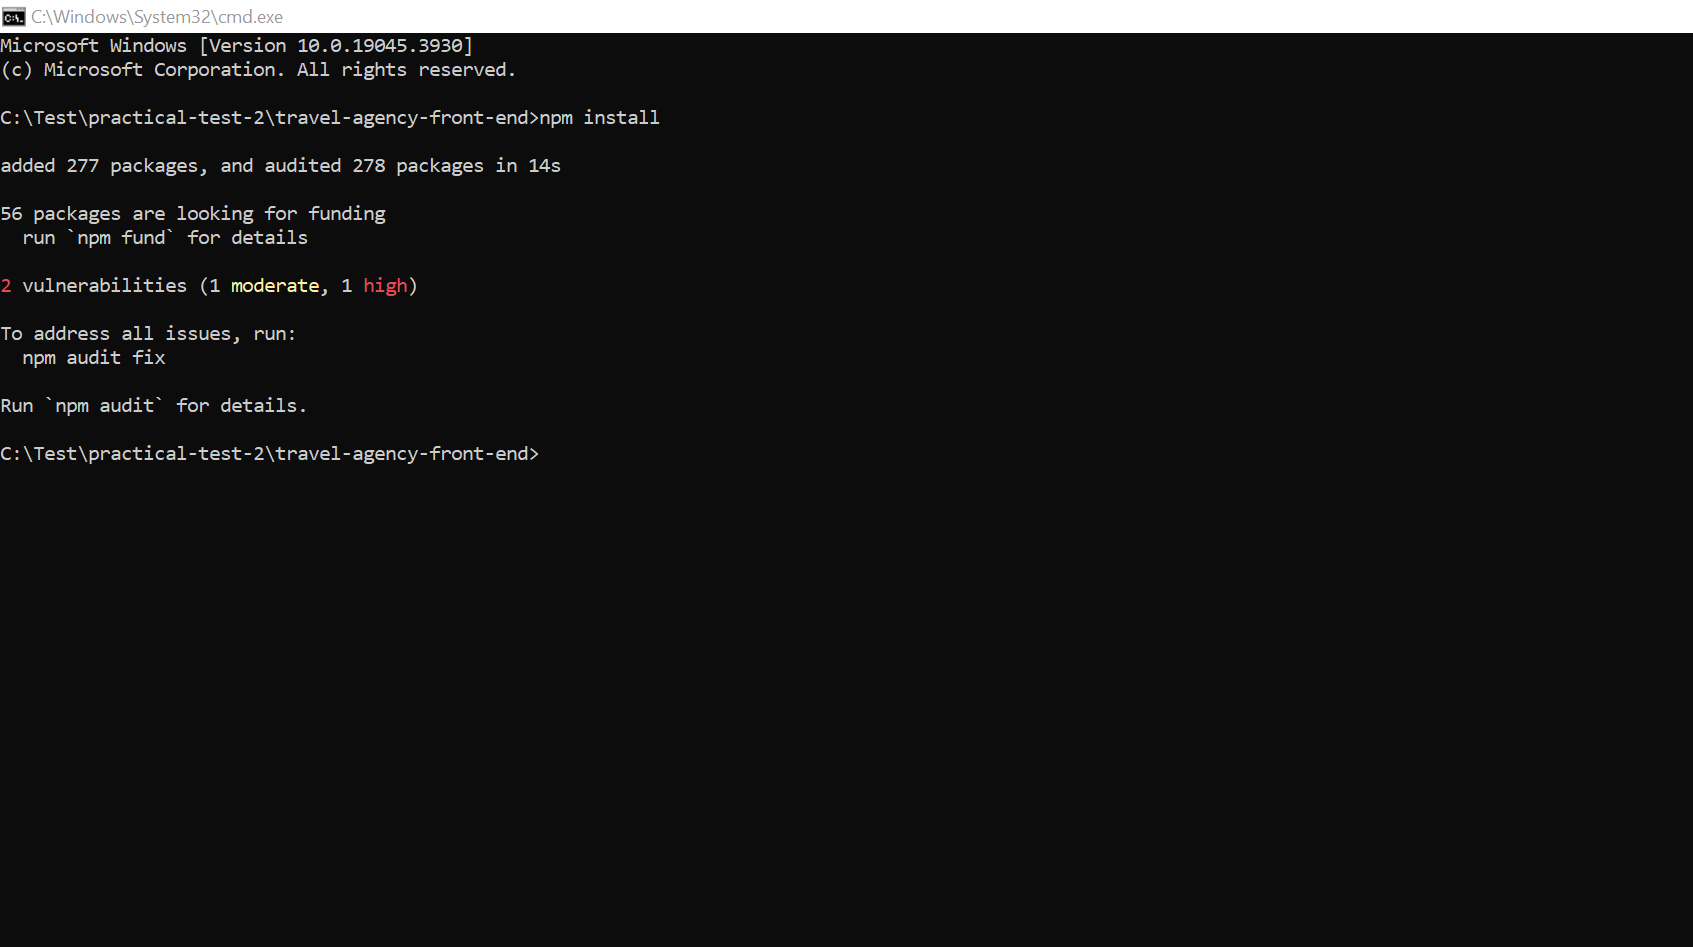 C:\Windows\System32\cmd.exe
Microsoft Windows [Version 10.0.19045.3930]
(c) Microsoft Corporation. All rights reserved.
C:\Test\practical-test-2\travel-agency-front-end>npm install
added 277 packages, and audited 278 packages in 14s
56 packages are looking for funding
  run `npm fund` for details
2 vulnerabilities (1 moderate, 1 high)
To address all issues, run:
  npm audit fix
Run `npm audit` for details.
C:\Test\practical-test-2\travel-agency-front-end>